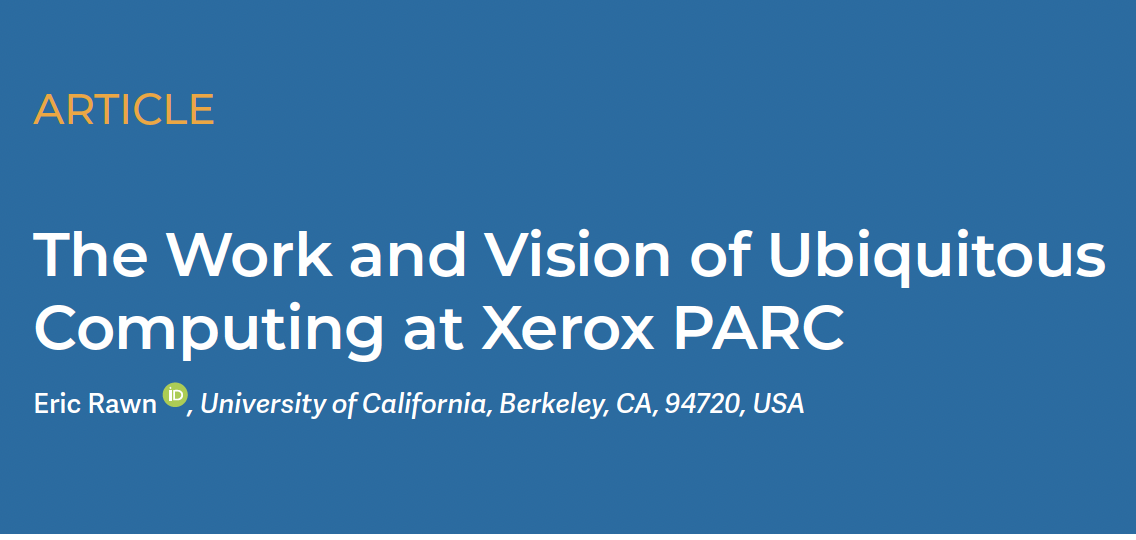 ARTICLE
The Work and Vision of Ubiquitous
Computing at Xerox PARC
Eric Rawn iD, University of California, Berkeley, CA, 94720, USA